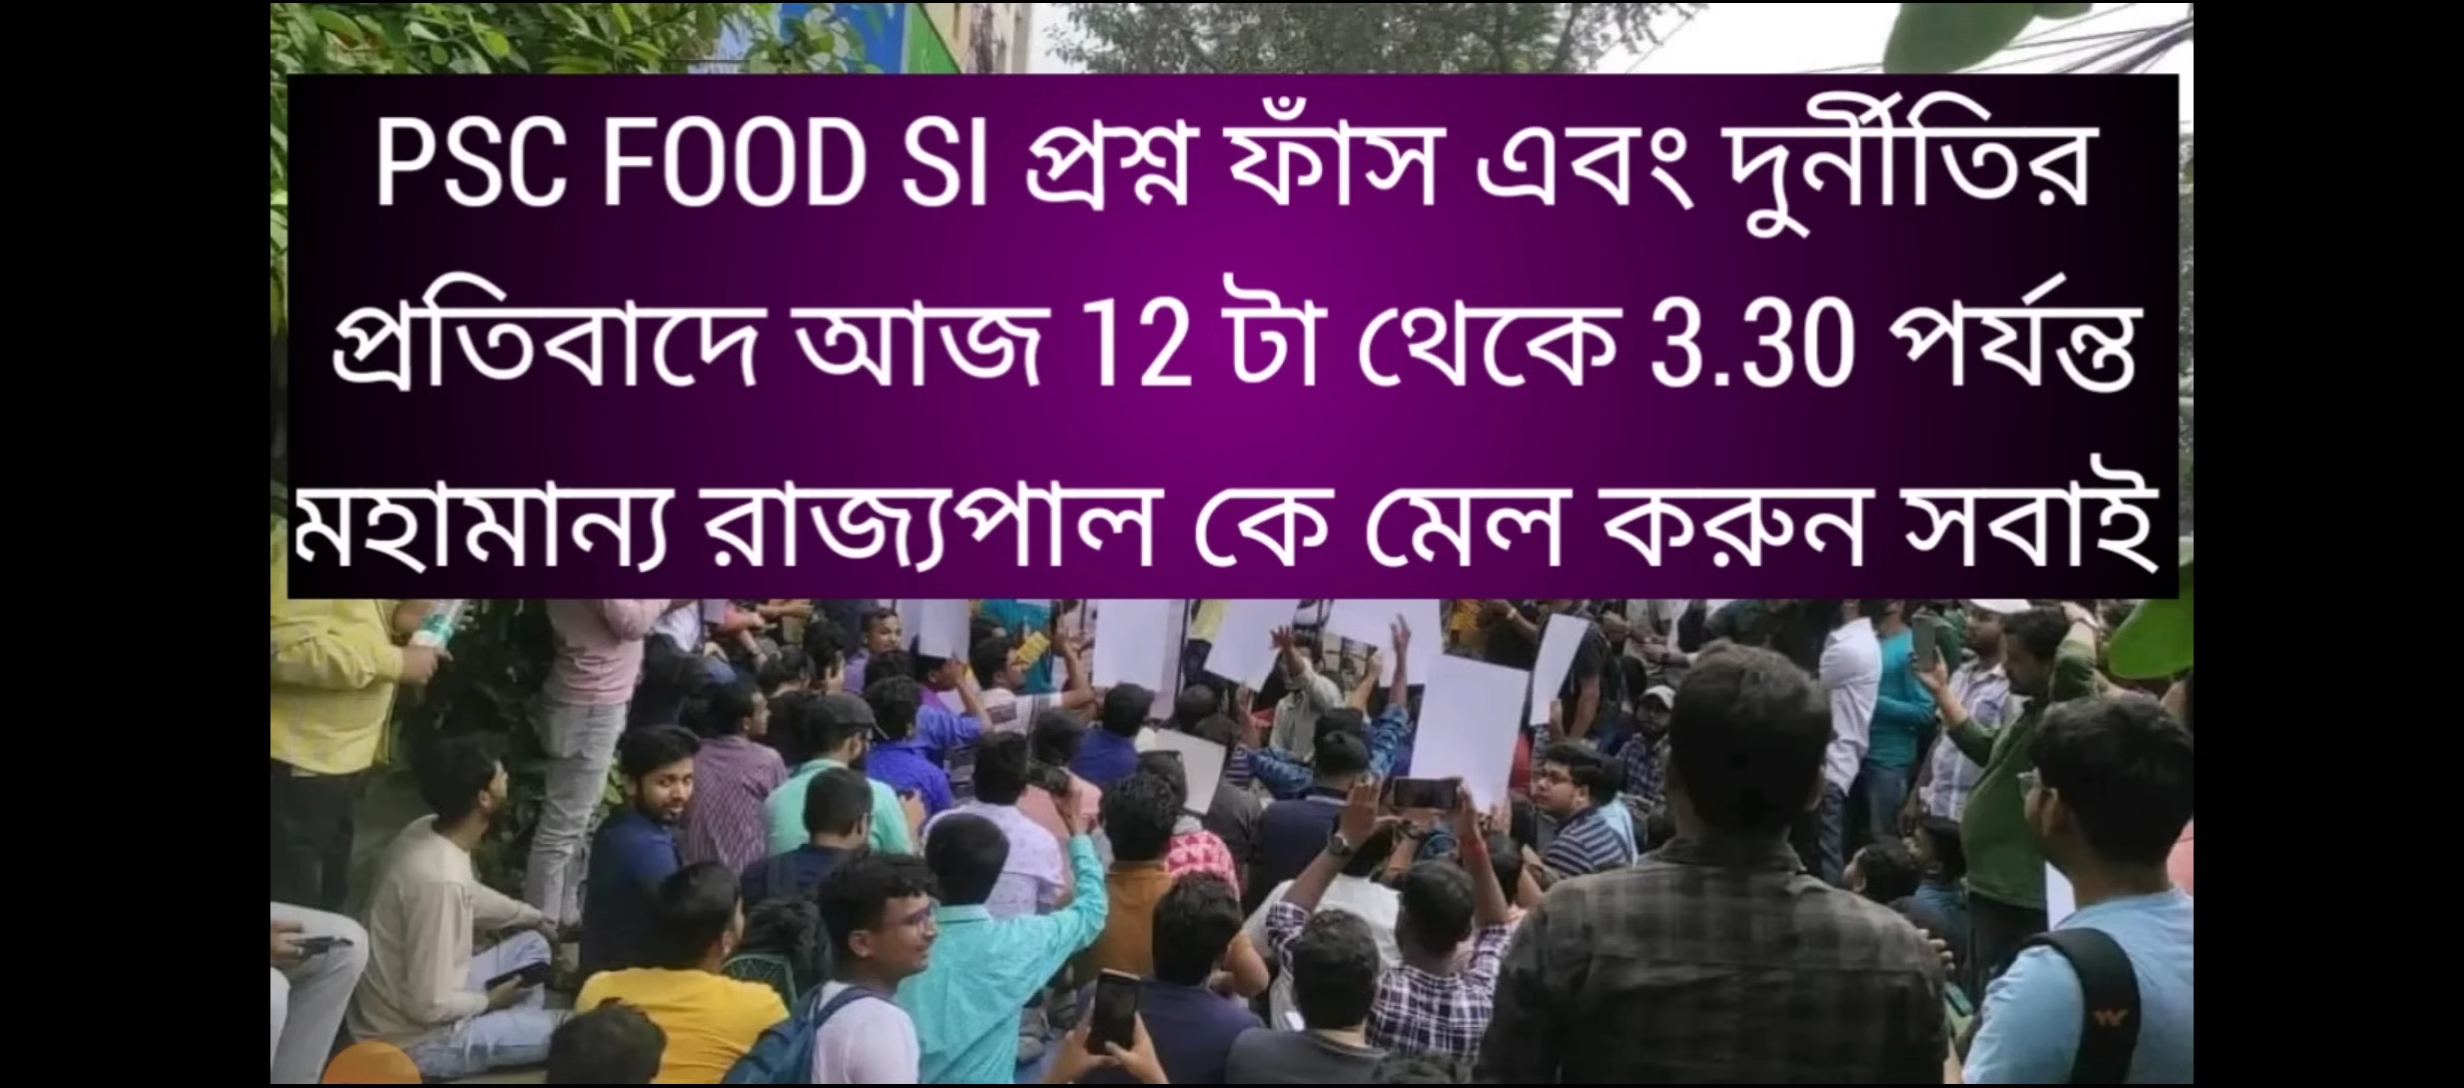 PSC FOOD SI প্রশ্ন ফাঁস এবং দুর্নীতির
প্রতিবাদে আজ 12 টা থেকে 3.30 পর্যন্ত
মহামান্য রাজ্যপাল কে মেল করুন সবাই